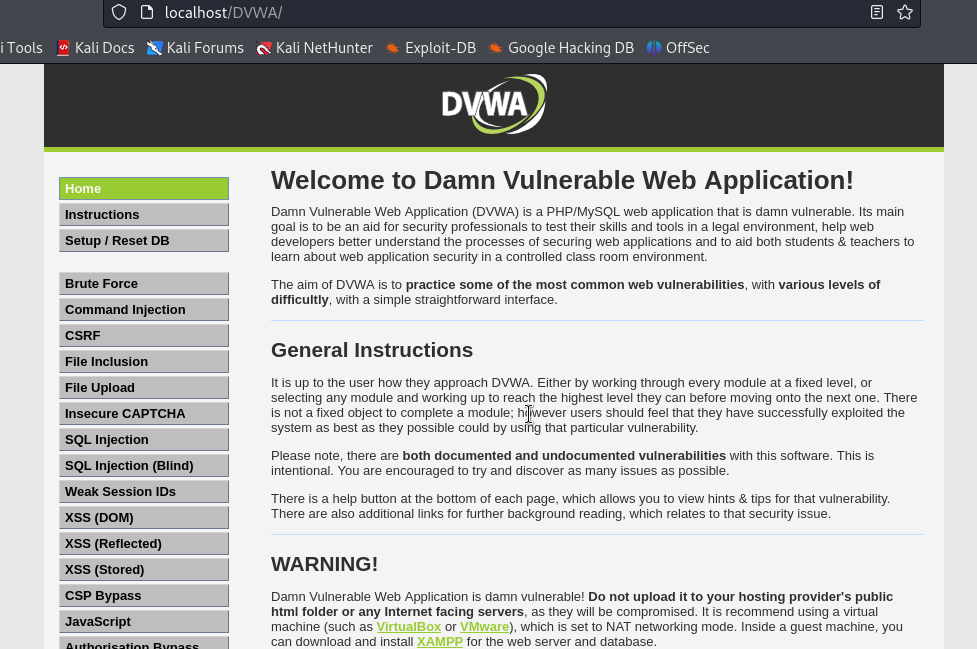 localhost/DVWA/
i Tools Kali Docs Kali Forums Kali NetHunter Exploit-DB Google Hacking DB OffSec
DVWA
Home
Instructions
Setup / Reset DB
Brute Force
Command Injection
CSRF
File Inclusion
File Upload
Insecure CAPTCHA
SQL Injection
SQL Injection (Blind)
Weak Session IDs
XSS (DOM)
XSS (Reflected)
XSS (Stored)
CSP Bypass
JavaScript
Authorisation Bypass
Welcome to Damn Vulnerable Web Application!
Damn Vulnerable Web Application (DVWA) is a PHP/MySQL web application that is damn vulnerable. Its main
goal is to be an aid for security professionals to test their skills and tools in a legal environment, help web
developers better understand the processes of securing web applications and to aid both students & teachers to
learn about web application security in a controlled class room environment.
The aim of DVWA is to practice some of the most common web vulnerabilities, with various levels of
difficultly, with a simple straightforward interface.
General Instructions
It is up to the user how they approach DVWA. Either by working through every module at a fixed level, or
selecting any module and working up to reach the highest level they can before moving onto the next one. There
is not a fixed object to complete a module; however users should feel that they have successfully exploited the
system as best as they possible could by using that particular vulnerability.
Please note, there are both documented and undocumented vulnerabilities with this software. This is
intentional. You are encouraged to try and discover as many issues as possible.
There is a help button at the bottom of each page, which allows you to view hints & tips for that vulnerability.
There are also additional links for further background reading, which relates to that security issue.
WARNING!
Damn Vulnerable Web Application is damn vulnerable! Do not upload it to your hosting provider's public
html folder or any Internet facing servers, as they will be compromised. It is recommend using a virtual
machine (such as VirtualBox or VMware), which is set to NAT networking mode. Inside a guest machine, you
can download and install XAMPP for the web server and database.